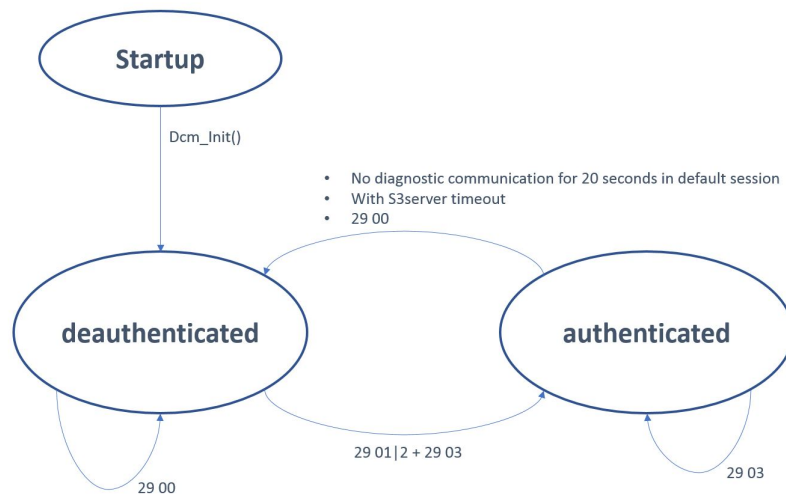 Startup
Dcm_Init()
• No diagnostic communication for 20 seconds in default session
• With S3server timeout
• 29 00
deauthenticated
authenticated
29 01|2 + 29 03
29 03
29 00